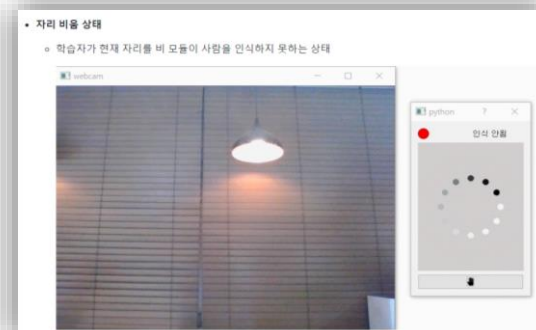 자리 비움 상태
학습자가 현재 자리를 비 모듈이 사람을 인식하지 못하는 상태
webcam
python
인식 안됨